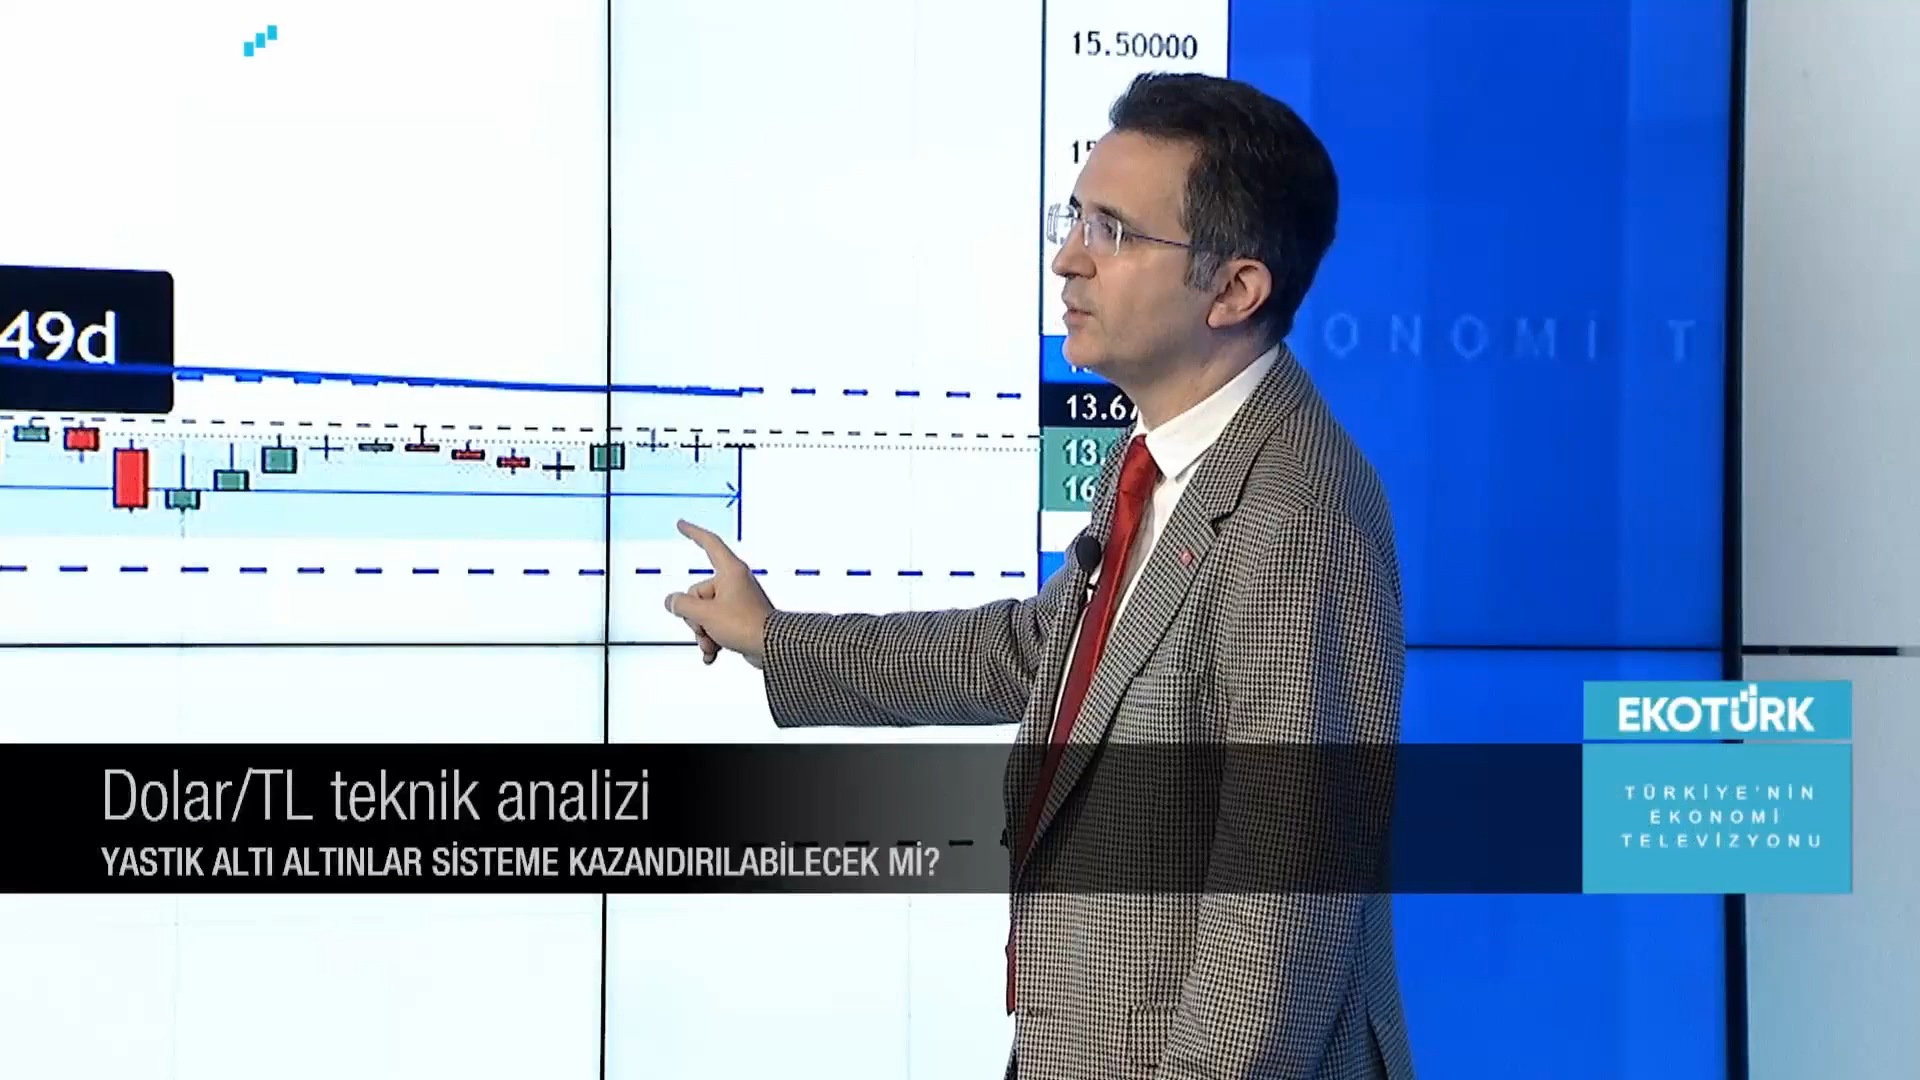 15.50000
49d
13.67
13.
16
ONOMİ T
EKOTÜRK
TÜRKİYE'NİN
EKONOMİ
TELEVİZYONU
Dolar/TL teknik analizi
YASTIK ALTI ALTINLAR SİSTEME KAZANDIRILABİLECEK Mİ?